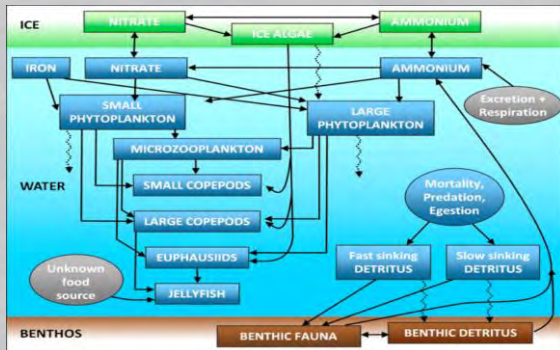 ICE
NITRATE
AMMONIUM
ICE ALGAE
IRON
NITRATE
AMMONIUM
SMALL
PHYTOPLANKTON
LARGE
PHYTOPLANKTON
Excretion +
Respiration
MICROZOOPLANKTON
WATER
SMALL COPEPODS
Mortality,
Predation,
Egestion
LARGE COPEPODS
EUPHAUSIIDS
Fast sinking
DETRITUS
Slow sinking
DETRITUS
Unknown
food
source
JELLYFISH
BENTHOS
BENTHIC FAUNA
BENTHIC DETRITUS